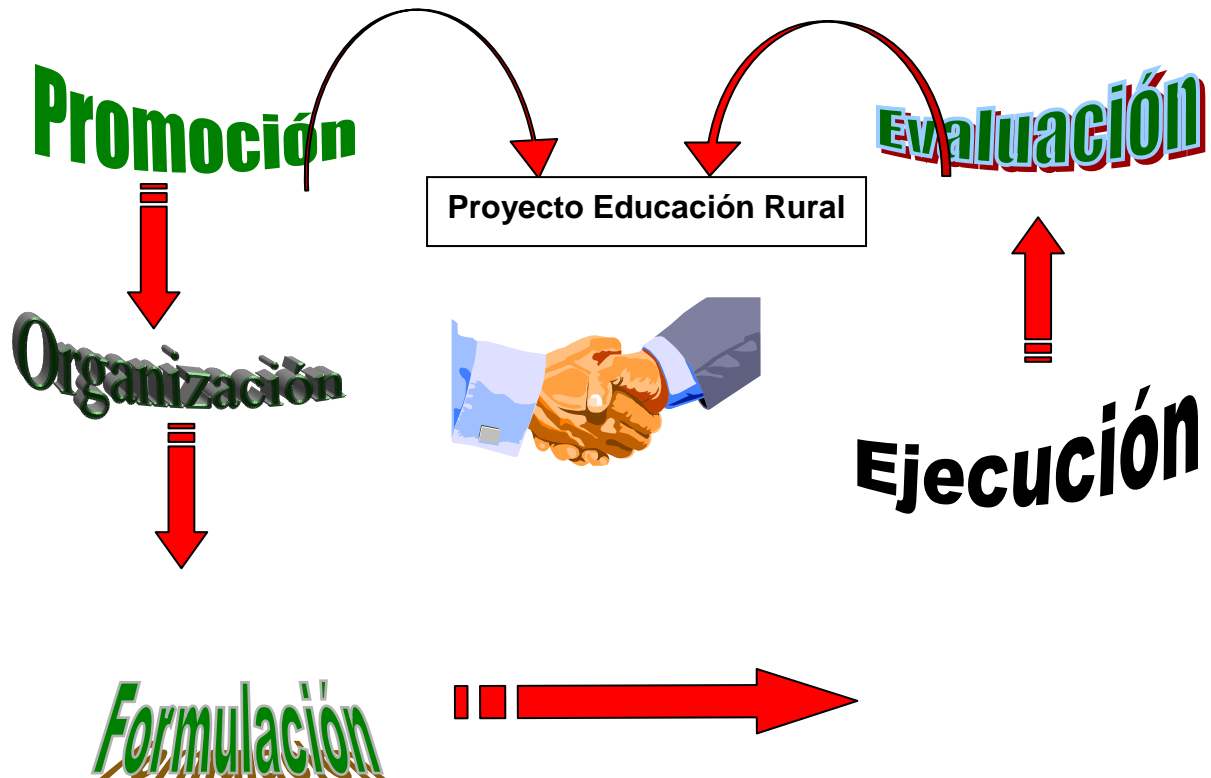 Promoción
Evaluación
Proyecto Educación Rural
Organización
Ejecución
Formulación